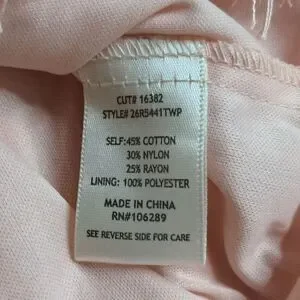 CUT# 16382
STYLE# 26R5441TWP
SELF: 45% COTTON
30% NYLON
25% RAYON
LINING: 100% POLYESTER
MADE IN CHINA
RN#106289
SEE REVERSE SIDE FOR CARE